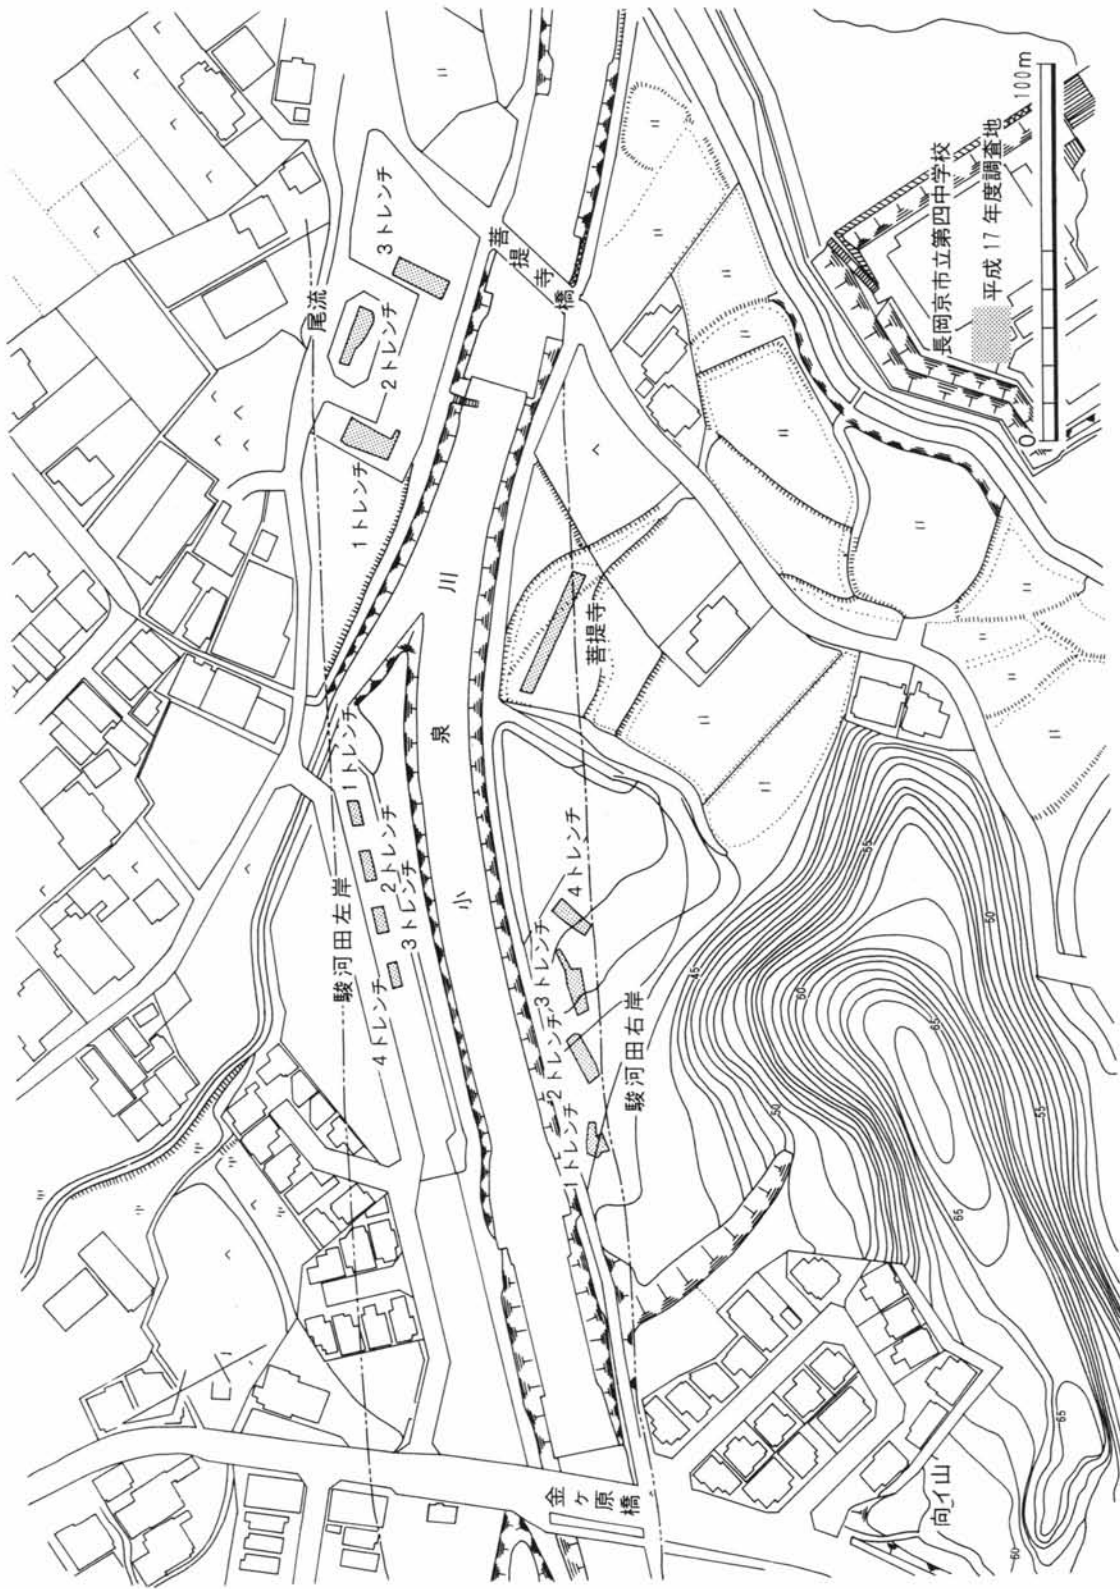 尾流
3トレンチ
2トレンチ
1トレンチ
菩提寺橋
駿河田左岸
1トレンチ
2トレンチ
3トレンチ
4トレンチ
小泉川
菩提寺
4トレンチ
3トレンチ
2トレンチ
1トレンチ
駿河田右岸
金ヶ原橋
向イ山
長岡京市立第四中学校
平成17年度調査地
0
100m
45
50
55
60
65
50
55
65
65
60